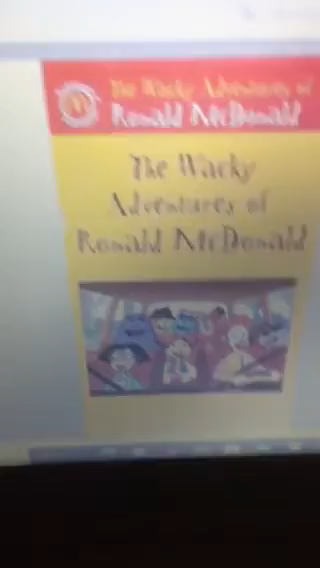 The Wacky Adventures of
Ronald McDonald
The Wacky
Adventures of
Ronald McDonald